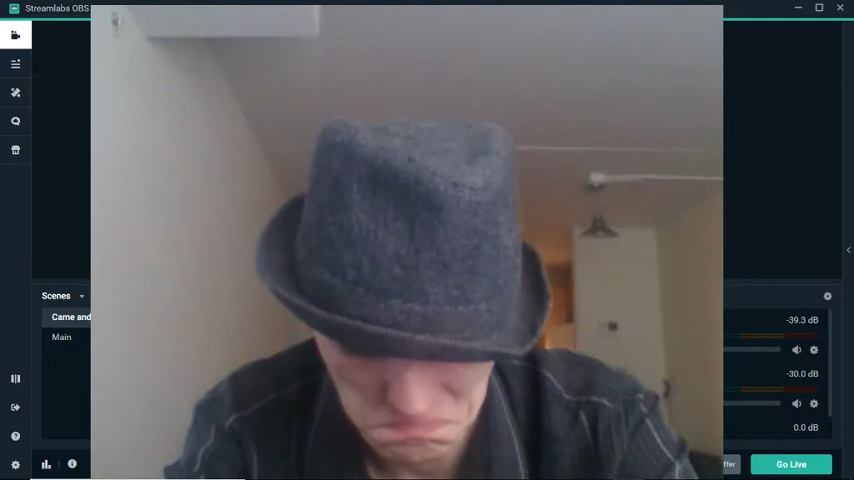 Streamlabs OBS
Scenes
Came and
Main
-39.3 dB
-30.0 dB
0.0 dB
ffer
Go Live